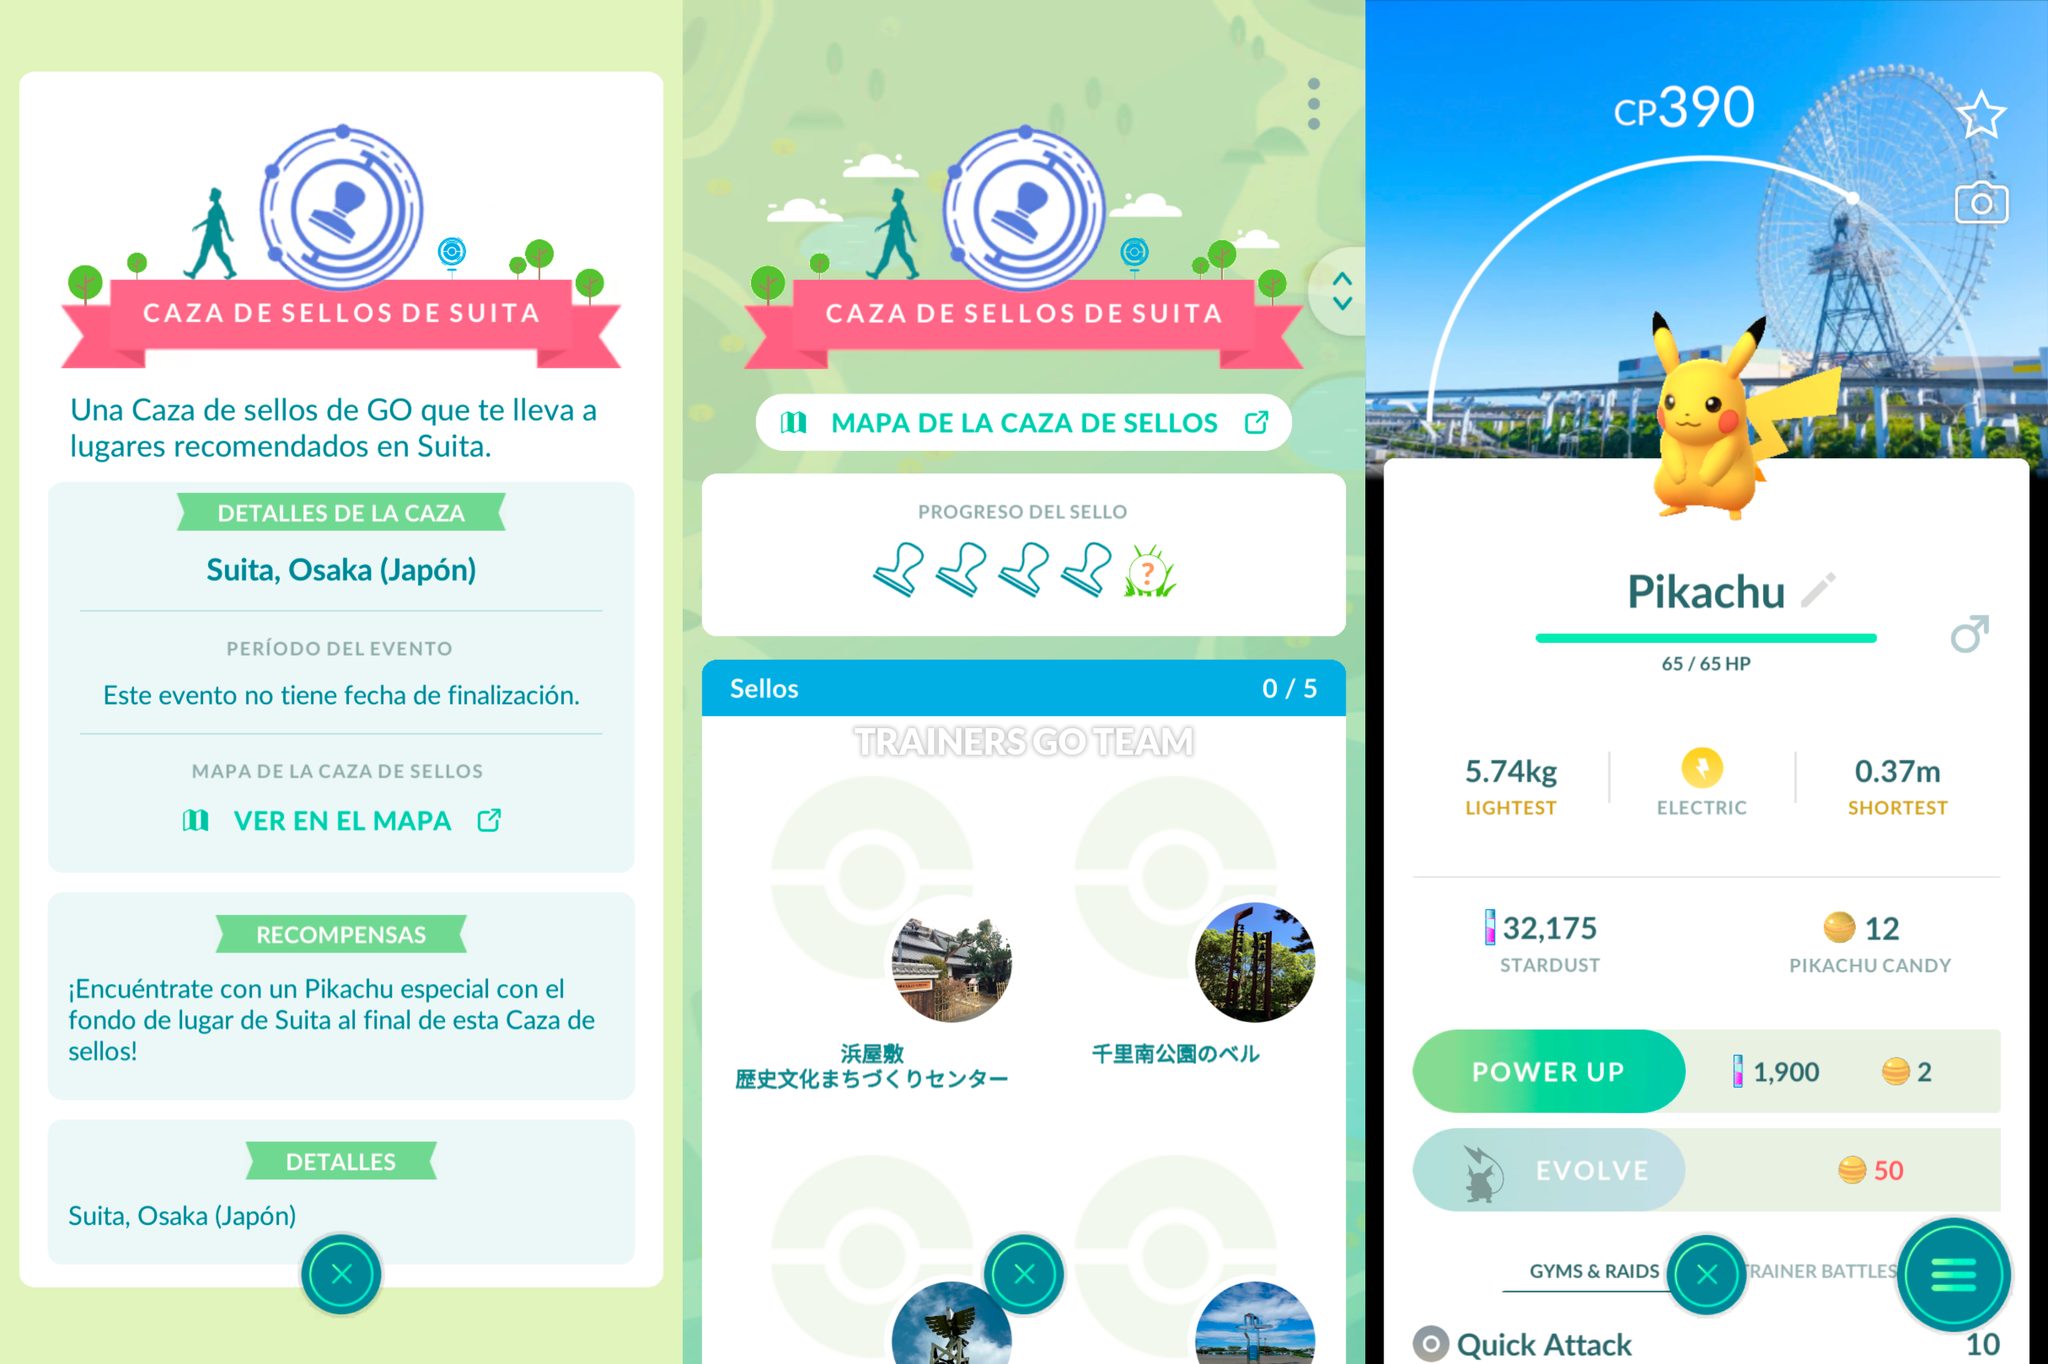 CAZA DE SELLOS DE SUITA
Una Caza de sellos de GO que te lleva a
lugares recomendados en Suita.
DETALLES DE LA CAZA
Suita, Osaka (Japón)
PERÍODO DEL EVENTO
Este evento no tiene fecha de finalización.
MAPA DE LA CAZA DE SELLOS
VER EN EL MAPA
RECOMPENSAS
¡Encuéntrate con un Pikachu especial con el
fondo de lugar de Suita al final de esta Caza de
sellos!
DETALLES
Suita, Osaka (Japón)
CAZA DE SELLOS DE SUITA
MAPA DE LA CAZA DE SELLOS
PROGRESO DEL SELLO
?
Sellos 0 / 5
TRAINERS GO TEAM
浜屋敷
歴史文化まちづくりセンター
千里南公園のベル
CP390
Pikachu
65 / 65 HP
5.74kg
LIGHTEST
ELECTRIC
0.37m
SHORTEST
32,175
STARDUST
12
PIKACHU CANDY
POWER UP 1,900 2
EVOLVE 50
GYMS & RAIDS TRAINER BATTLES
Quick Attack 10